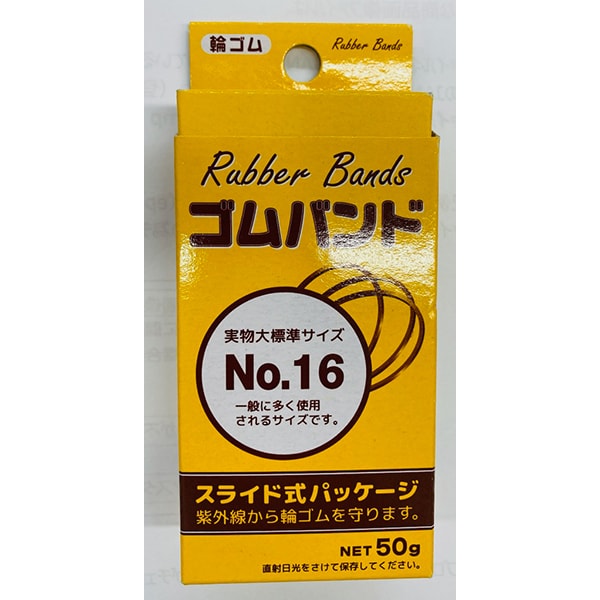 輪ゴム
Rubber Bands
Rubber Bands
ゴムバンド
実物大標準サイズ
No.16
一般に多く使用
されるサイズです。
スライド式パッケージ
紫外線から輪ゴムを守ります。
NET 50g
直射日光をさけて保存してください。